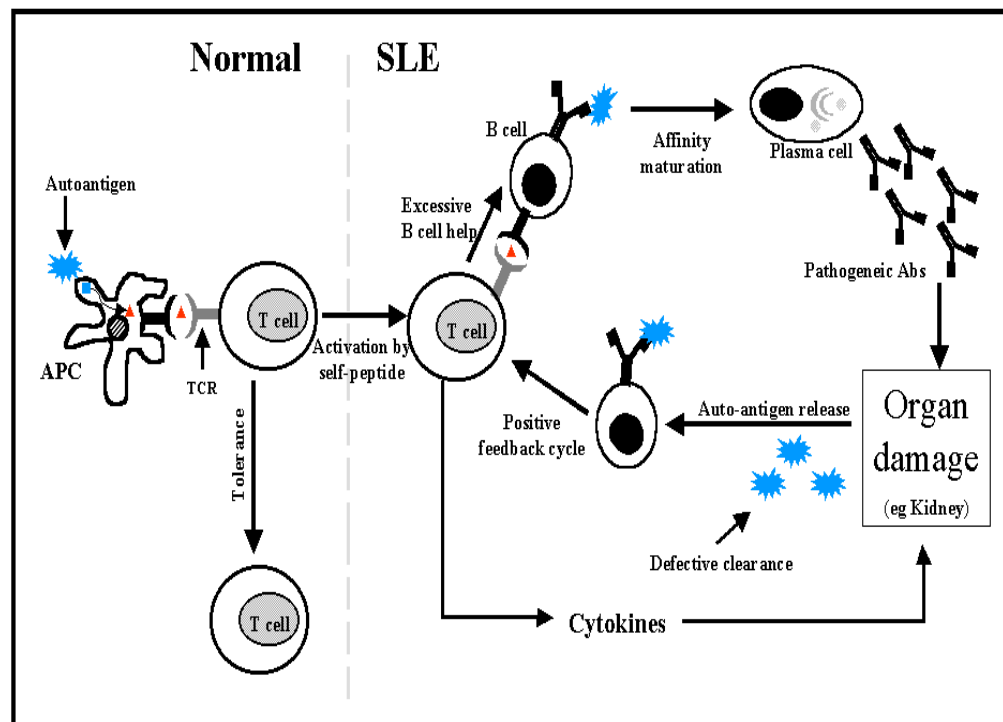 Normal
SLE
Autoantigen
APC
TCR
T cell
Tolerance
T cell
Activation by
self-peptide
T cell
Excessive
B cell help
B cell
Affinity
maturation
Plasma cell
Pathogeneic Abs
Organ
damage
(eg Kidney)
Auto-antigen release
Positive
feedback cycle
Defective clearance
Cytokines